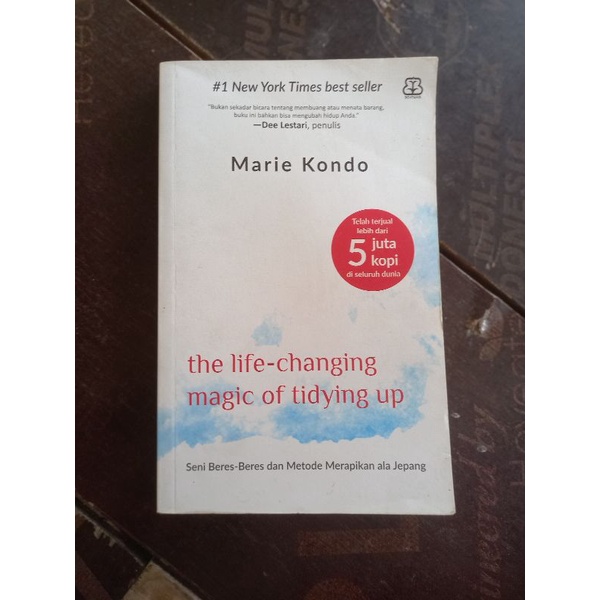 #1 New York Times best seller
"Bukan sekadar bicara tentang membuang atau menata barang,
buku ini bahkan bisa mengubah hidup Anda."
—Dee Lestari, penulis
Marie Kondo
Telah terjual
lebih dari
5 juta
kopi
di seluruh dunia
the life-changing
magic of tidying up
Seni Beres-Beres dan Metode Merapikan ala Jepang